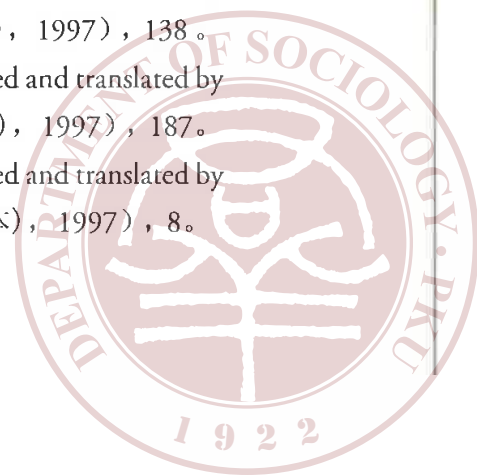 , 1997), 138。
ed and translated by
), 1997), 187。
ed and translated by
), 1997), 8。
DEPARTMENT OF SOCIOLOGY · PKU
1922